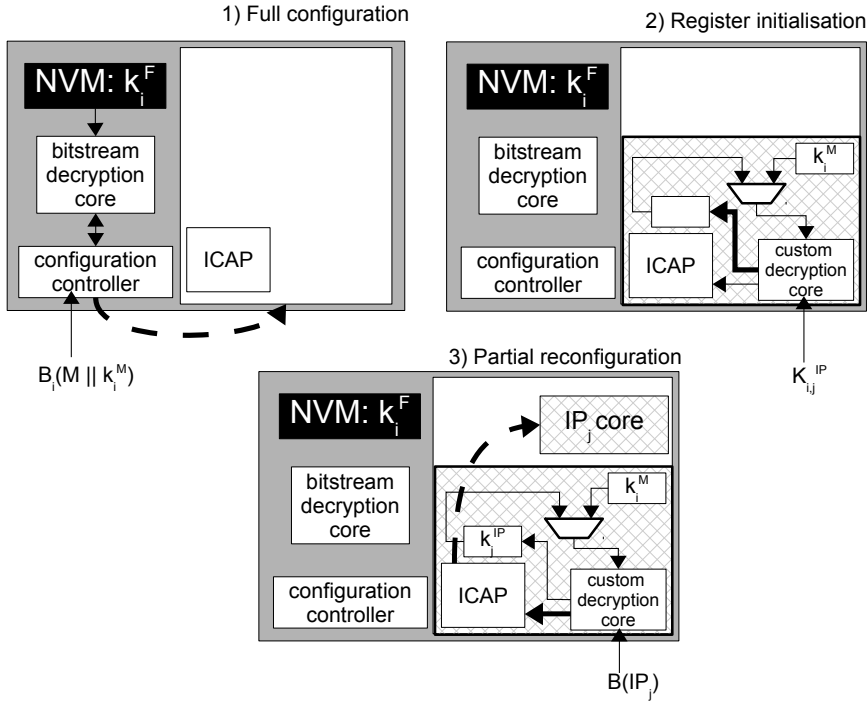 1) Full configuration
NVM: k_i^F
bitstream
decryption
core
configuration
controller
ICAP
B_i(M || k_i^M)
2) Register initialisation
NVM: k_i^F
bitstream
decryption
core
configuration
controller
k_i^M
ICAP
custom
decryption
core
K_{i,j}^{IP}
3) Partial reconfiguration
NVM: k_i^F
bitstream
decryption
core
configuration
controller
IP_j core
k_i^M
k_j^{IP}
ICAP
custom
decryption
core
B(IP_j)